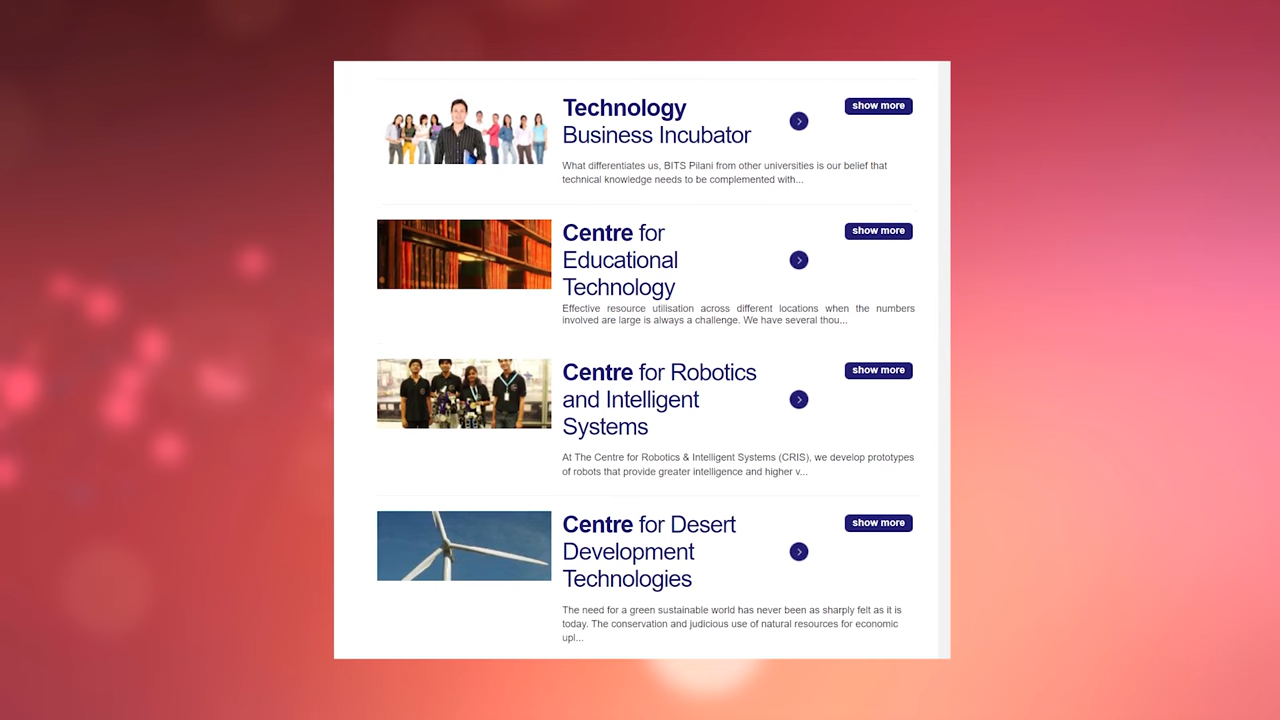 Technology
Business Incubator
show more
What differentiates us, BITS Pilani from other universities is our belief that
technical knowledge needs to be complemented with...
Centre for
Educational
Technology
show more
Effective resource utilisation across different locations when the numbers
involved are large is always a challenge. We have several thou...
Centre for Robotics
and Intelligent
Systems
show more
At The Centre for Robotics & Intelligent Systems (CRIS), we develop prototypes
of robots that provide greater intelligence and higher v...
Centre for Desert
Development
Technologies
show more
The need for a green sustainable world has never been as sharply felt as it is
today. The conservation and judicious use of natural resources for economic
upl...